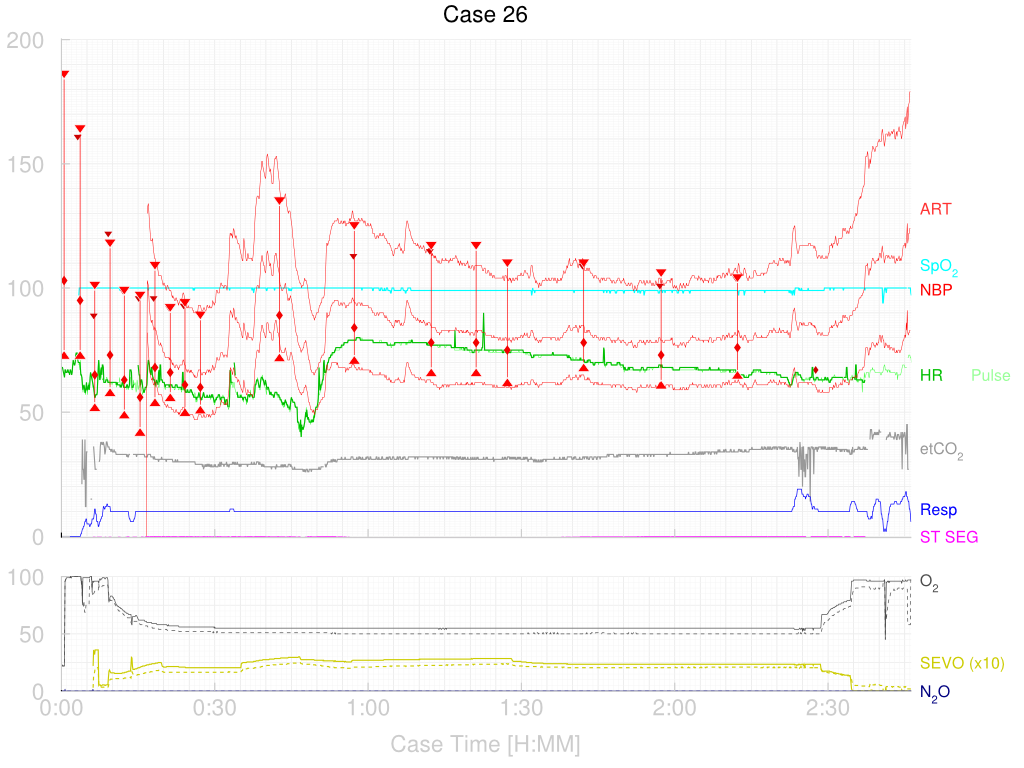 Case 26
200
150
ART
SpO2
100
NBP
HR Pulse
50
etCO2
Resp
0
ST SEG
100
O2
50
SEVO (x10)
0
N2O
0:00 0:30 1:00 1:30 2:00 2:30
Case Time [H:MM]